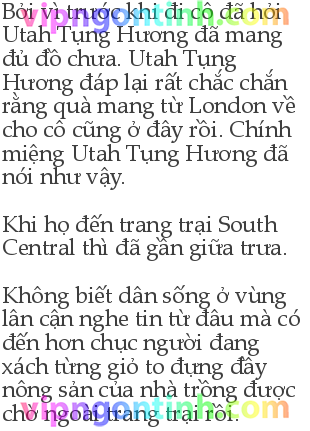 Bởi vì trước khi đi cô đã hỏi
Utah Tụng Hương đã mang
đủ đồ chưa. Utah Tụng
Hương đáp lại rất chắc chắn
rằng quà mang từ London về
cho cô cũng ở đây rồi. Chính
miệng Utah Tụng Hương đã
nói như vậy.
Khi họ đến trang trại South
Central thì đã gần giữa trưa.
Không biết dân sống ở vùng
lân cận nghe tin từ đâu mà có
đến hơn chục người đang
xách từng giỏ to đựng đầy
nông sản của nhà trồng được
chờ ngoài trang trại rồi.
vipngontinh.com
vipngontinh.com